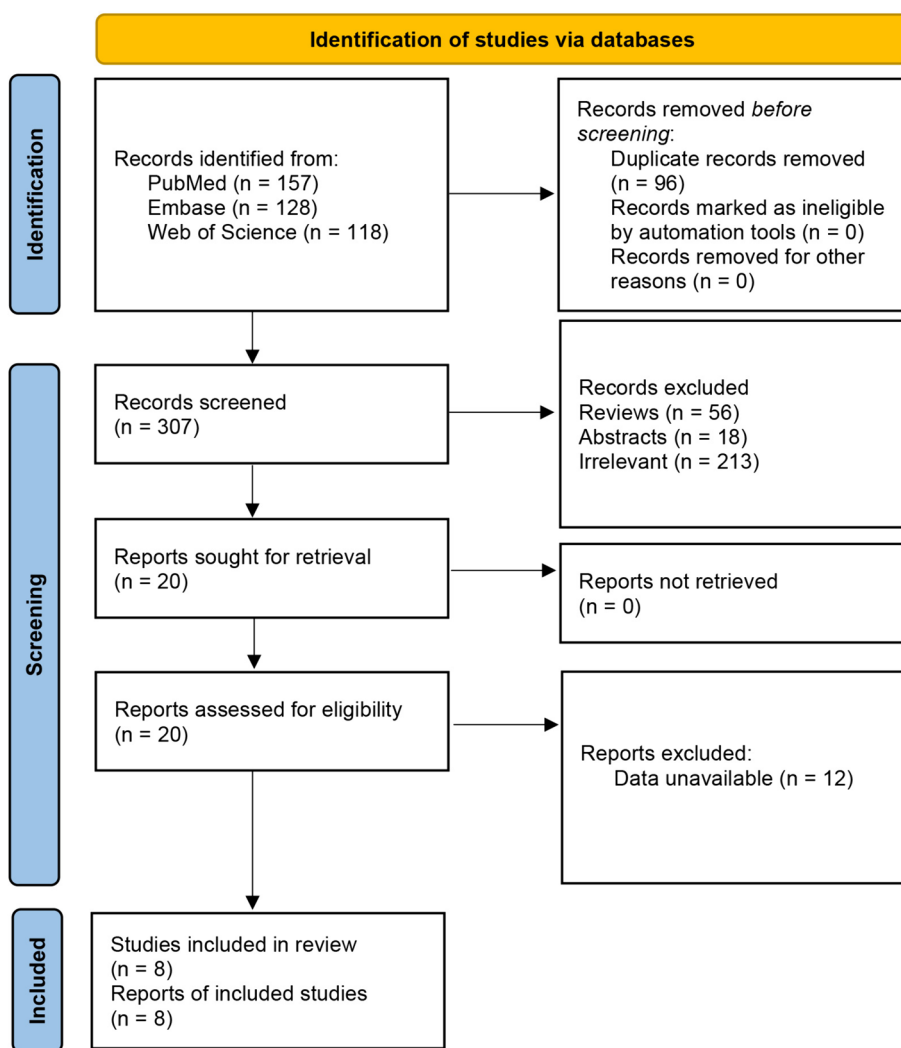 Identification of studies via databases
Identification
Records identified from:
PubMed (n = 157)
Embase (n = 128)
Web of Science (n = 118)
Records removed before
screening:
Duplicate records removed
(n = 96)
Records marked as ineligible
by automation tools (n = 0)
Records removed for other
reasons (n = 0)
Screening
Records screened
(n = 307)
Records excluded
Reviews (n = 56)
Abstracts (n = 18)
Irrelevant (n = 213)
Reports sought for retrieval
(n = 20)
Reports not retrieved
(n = 0)
Reports assessed for eligibility
(n = 20)
Reports excluded:
Data unavailable (n = 12)
Included
Studies included in review
(n = 8)
Reports of included studies
(n = 8)